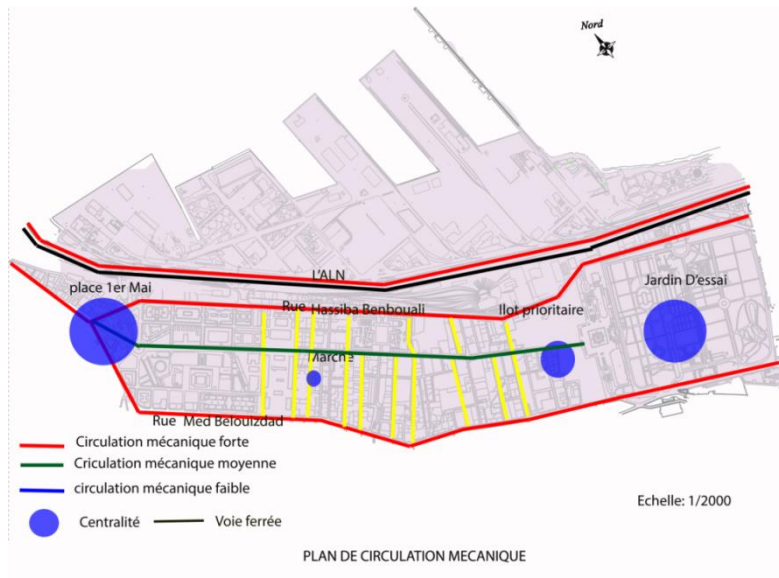 Nord
L'ALN
place 1er Mai
Jardin D'essai
Rue Hassiba Benbouali
Ilot prioritaire
Marché
Rue Med Belouizdad
Circulation mécanique forte
Criculation mécanique moyenne
circulation mécanique faible
Echelle: 1/2000
Centralité
Voie ferrée
PLAN DE CIRCULATION MECANIQUE